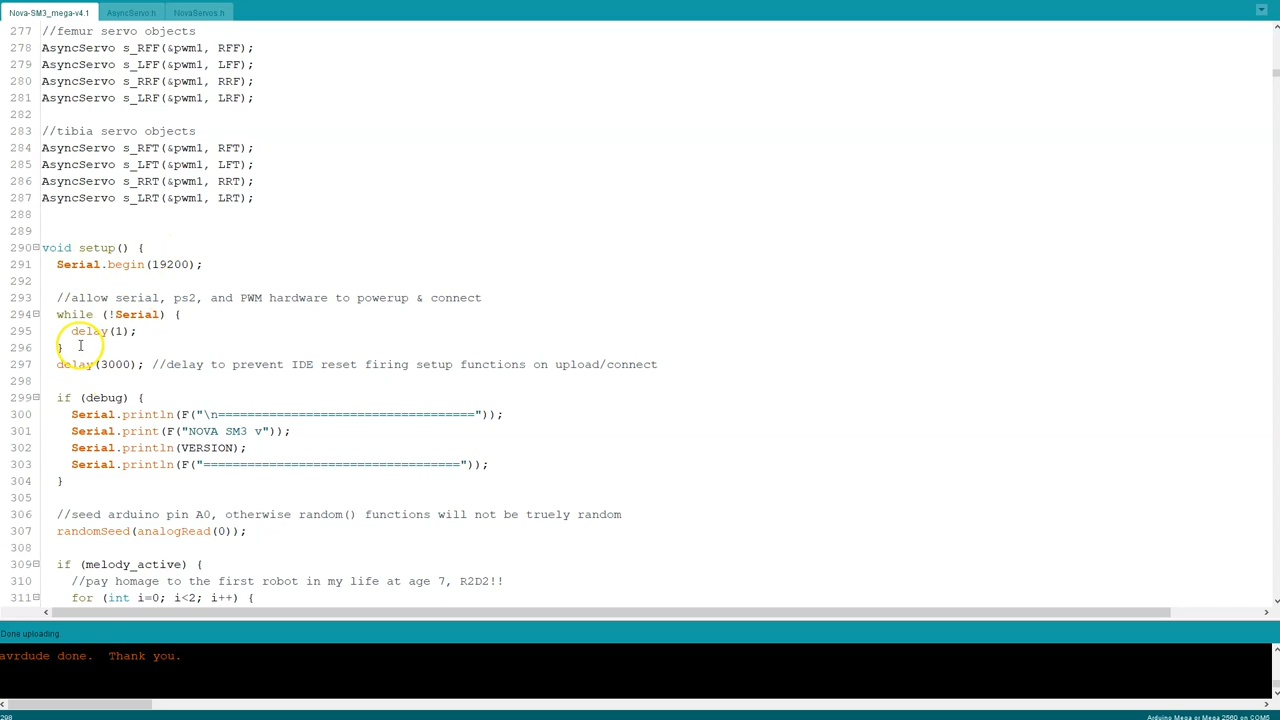 Nova-SM3_mega-v4.1 AsyncServo.h NovaServos.h
277 //femur servo objects
278 AsyncServo s_RFF(&pwm1, RFF);
279 AsyncServo s_LFF(&pwm1, LFF);
280 AsyncServo s_RRF(&pwm1, RRF);
281 AsyncServo s_LRF(&pwm1, LRF);
282
283 //tibia servo objects
284 AsyncServo s_RFT(&pwm1, RFT);
285 AsyncServo s_LFT(&pwm1, LFT);
286 AsyncServo s_RRT(&pwm1, RRT);
287 AsyncServo s_LRT(&pwm1, LRT);
288
289
290 void setup() {
291 Serial.begin(19200);
292
293 //allow serial, ps2, and PWM hardware to powerup & connect
294 while (!Serial) {
295 delay(1);
296 }
297 delay(3000); //delay to prevent IDE reset firing setup functions on upload/connect
298
299 if (debug) {
300 Serial.println(F("\n==================================="));
301 Serial.print(F("NOVA SM3 v"));
302 Serial.println(VERSION);
303 Serial.println(F("==================================="));
304 }
305
306 //seed arduino pin A0, otherwise random() functions will not be truely random
307 randomSeed(analogRead(0));
308
309 if (melody_active) {
310 //pay homage to the first robot in my life at age 7, R2D2!!
311 for (int i=0; i<2; i++) {
Done uploading.
avrdude done.  Thank you.
298 Arduino Mega or Mega 2560 on COM5